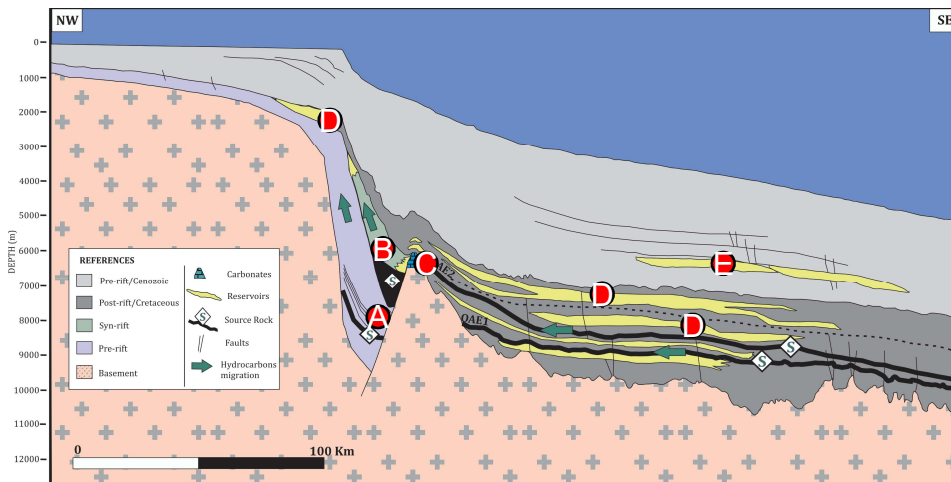 NW
SE
0
1000
2000
3000
4000
5000
6000
7000
8000
9000
10000
11000
12000
DEPTH (m)
D
B
C
A
E
D
D
S
S
S
S
QAE1
REFERENCES
Pre-rift/Cenozoic
Post-rift/Cretaceous
Syn-rift
Pre-rift
Basement
Carbonates
Reservoirs
S
Source Rock
Faults
Hydrocarbons
migration
0
100 Km